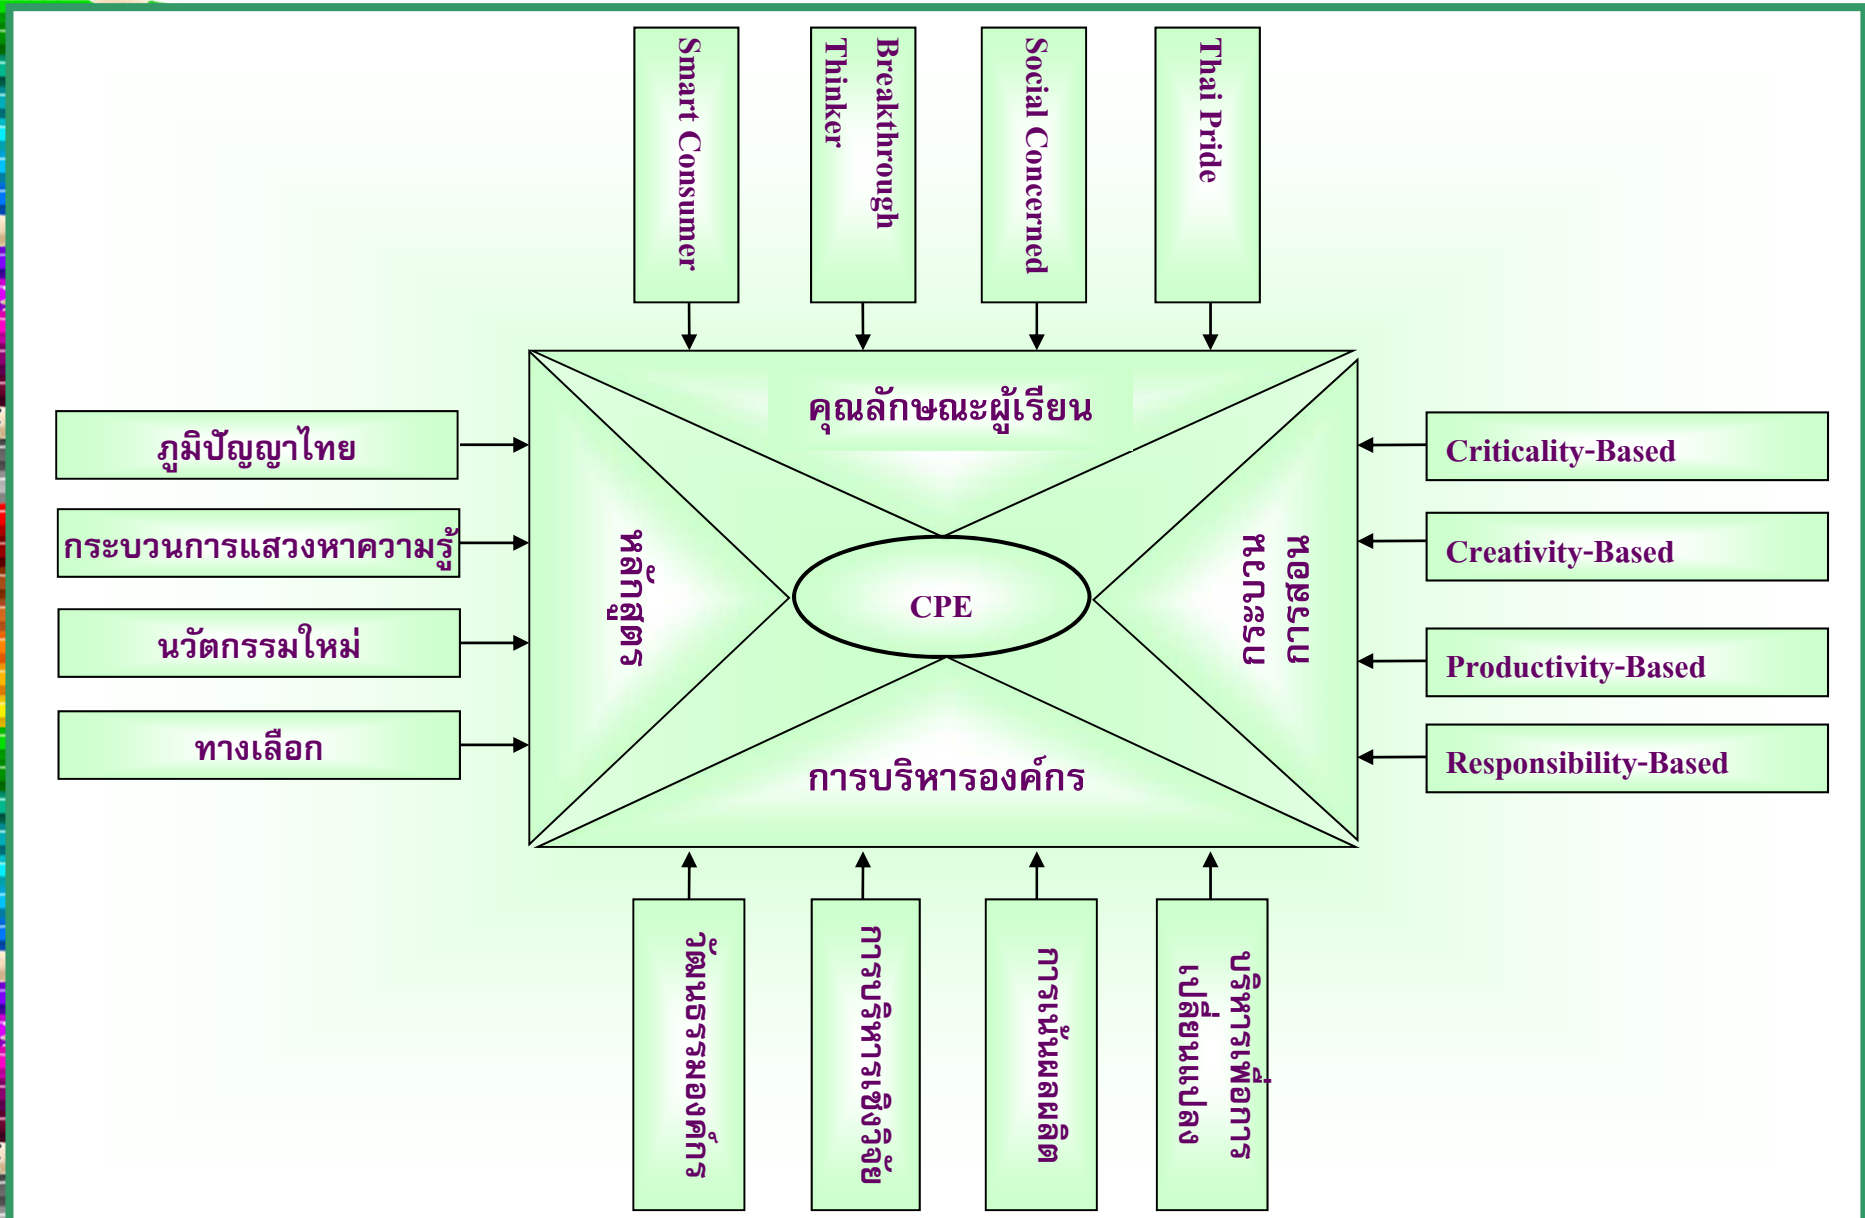 Smart Consumer
Breakthrough
Thinker
Social Concerned
Thai Pride
คุณลักษณะผู้เรียน
ภูมิปัญญาไทย
กระบวนการแสวงหาความรู้
นวัตกรรมใหม่
ทางเลือก
หลักสูตร
CPE
การสอน
กระบวน
Criticality-Based
Creativity-Based
Productivity-Based
Responsibility-Based
การบริหารองค์กร
วัฒนธรรมองค์กร
การบริหารเชิงวิจัย
การเน้นผลผลิต
บริหารเพื่อการ
เปลี่ยนแปลง